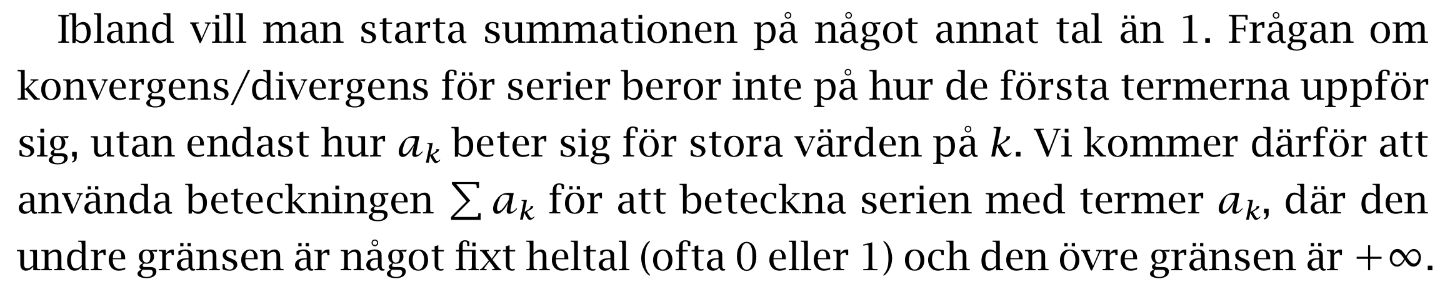 Ibland vill man starta summationen på något annat tal än 1. Frågan om
konvergens/divergens för serier beror inte på hur de första termerna uppför
sig, utan endast hur aₖ beter sig för stora värden på k. Vi kommer därför att
använda beteckningen ∑ aₖ för att beteckna serien med termer aₖ, där den
undre gränsen är något fixt heltal (ofta 0 eller 1) och den övre gränsen är +∞.